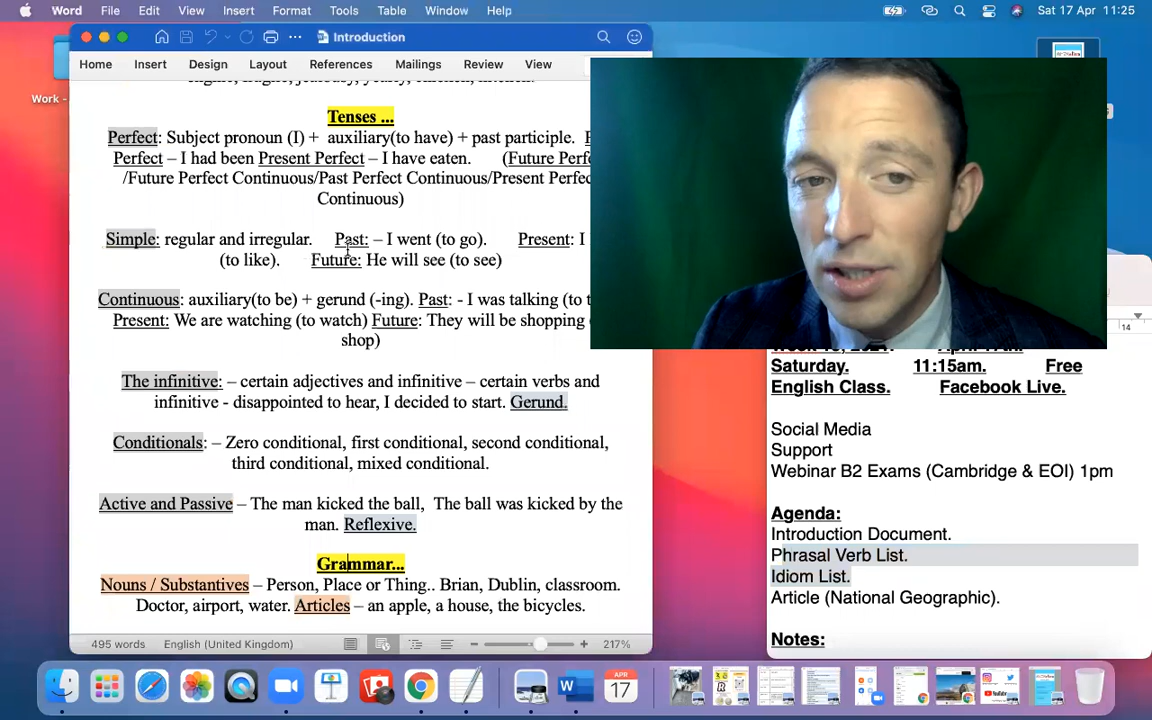 Word File Edit View Insert Format Tools Table Window Help Sat 17 Apr 11:25
Introduction
Home Insert Design Layout References Mailings Review View
Work -
Tenses ...
Perfect: Subject pronoun (I) + auxiliary(to have) + past participle.
Perfect – I had been Present Perfect – I have eaten. (Future Perf
/Future Perfect Continuous/Past Perfect Continuous/Present Perfec
Continuous)
Simple: regular and irregular. Past: – I went (to go). Present: I
(to like). Future: He will see (to see)
Continuous: auxiliary(to be) + gerund (-ing). Past: - I was talking (to t
Present: We are watching (to watch) Future: They will be shopping
shop)
The infinitive: – certain adjectives and infinitive – certain verbs and
infinitive - disappointed to hear, I decided to start. Gerund.
Conditionals: – Zero conditional, first conditional, second conditional,
third conditional, mixed conditional.
Active and Passive – The man kicked the ball, The ball was kicked by the
man. Reflexive.
Grammar...
Nouns / Substantives – Person, Place or Thing.. Brian, Dublin, classroom.
Doctor, airport, water. Articles – an apple, a house, the bicycles.
495 words English (United Kingdom) 217%
14
Saturday. 11:15am. Free
English Class. Facebook Live.
Social Media
Support
Webinar B2 Exams (Cambridge & EOI) 1pm
Agenda:
Introduction Document.
Phrasal Verb List.
Idiom List.
Article (National Geographic).
Notes:
APR
17